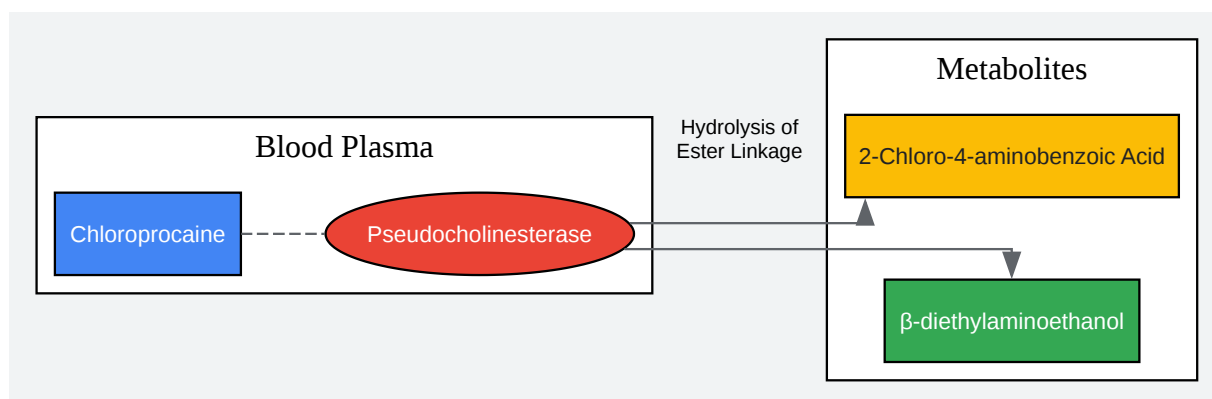 Blood Plasma
Chloroprocaine
Pseudocholinesterase
Hydrolysis of
Ester Linkage
Metabolites
2-Chloro-4-aminobenzoic Acid
β-diethylaminoethanol